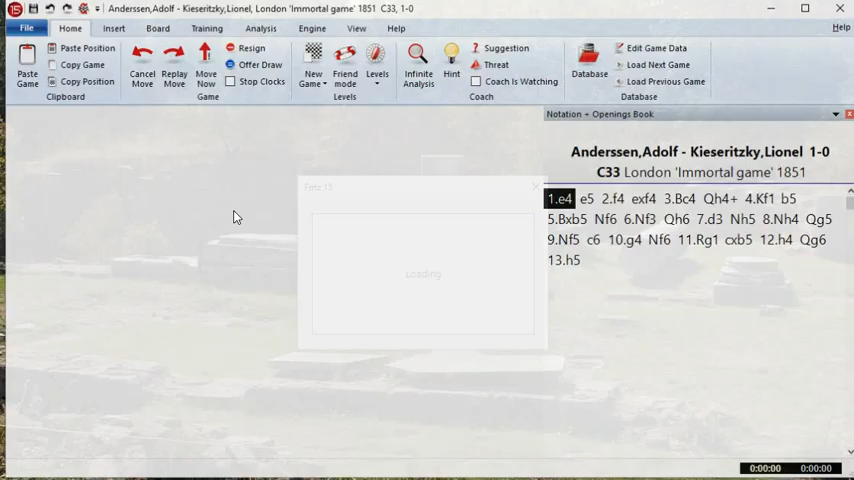 15 Anderssen,Adolf - Kieseritzky,Lionel, London 'Immortal game' 1851 C33, 1-0
File Home Insert Board Training Analysis Engine View Help Help
Paste Game
Paste Position
Copy Game
Copy Position
Clipboard
Cancel Move
Replay Move
Move Now
Resign
Offer Draw
Stop Clocks
Game
New Game
Friend mode
Levels
Levels
Infinite Analysis
Hint
Suggestion
Threat
Coach is Watching
Coach
Database
Edit Game Data
Load Next Game
Load Previous Game
Database
Notation + Openings Book
Anderssen,Adolf - Kieseritzky,Lionel 1-0
C33 London 'Immortal game' 1851
1.e4 e5 2.f4 exf4 3.Bc4 Qh4+ 4.Kf1 b5
5.Bxb5 Nf6 6.Nf3 Qh6 7.d3 Nh5 8.Nh4 Qg5
9.Nf5 c6 10.g4 Nf6 11.Rg1 cxb5 12.h4 Qg6
13.h5
Fritz 15
Loading
0:00:00 0:00:00